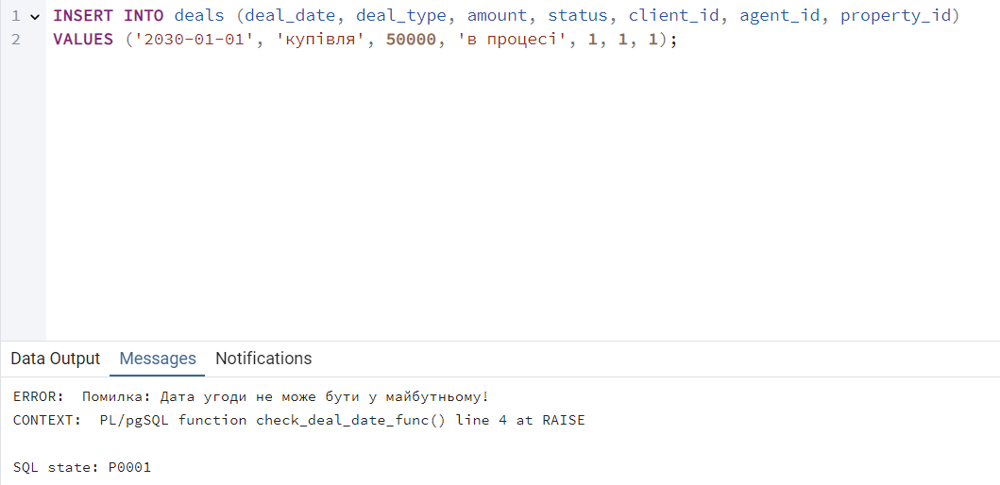 1 INSERT INTO deals (deal_date, deal_type, amount, status, client_id, agent_id, property_id)
2 VALUES ('2030-01-01', 'купівля', 50000, 'в процесі', 1, 1, 1);
Data Output Messages Notifications
ERROR:  Помилка: Дата угоди не може бути у майбутньому!
CONTEXT:  PL/pgSQL function check_deal_date_func() line 4 at RAISE
SQL state: P0001